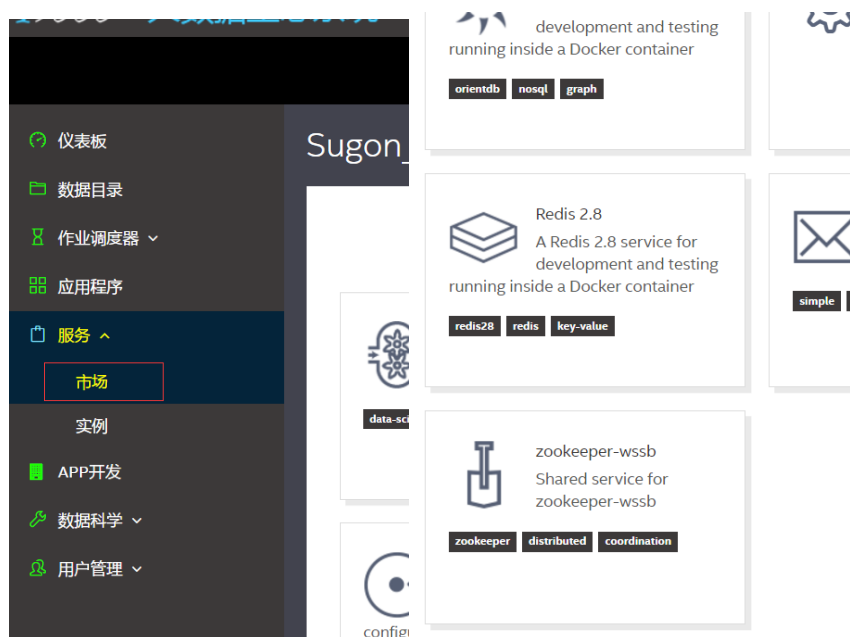 仪表板
数据目录
作业调度器
应用程序
服务
市场
实例
APP开发
数据科学
用户管理
Sugon_
data-sci
config
development and testing
running inside a Docker container
orientdb nosql graph
Redis 2.8
A Redis 2.8 service for
development and testing
running inside a Docker container
redis28 redis key-value
simple
zookeeper-wssb
Shared service for
zookeeper-wssb
zookeeper distributed coordination